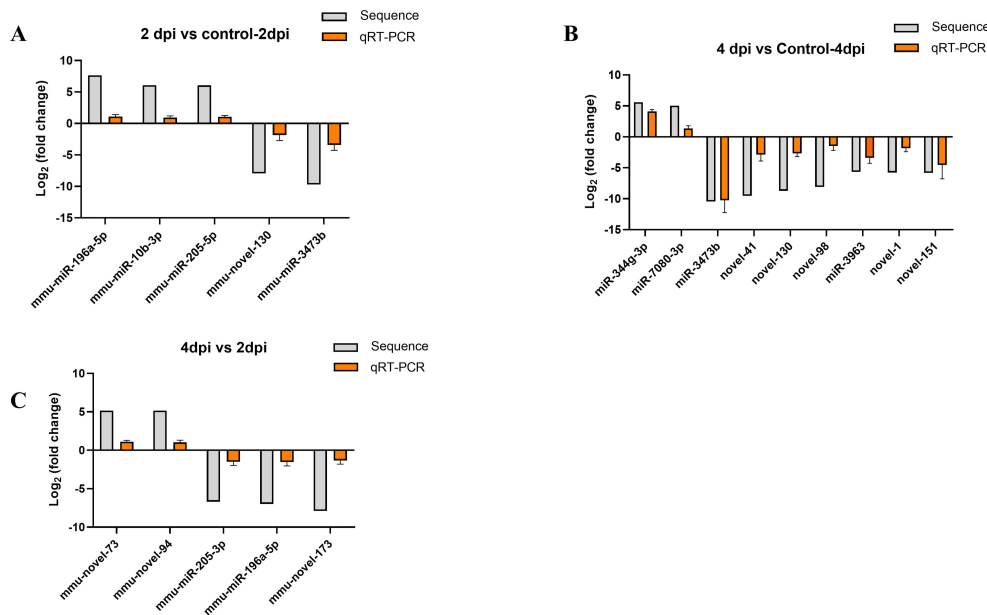 A
2 dpi vs control-2dpi
Sequence
qRT-PCR
Log2 (fold change)
10
5
0
-5
-10
-15
mmu-miR-196a-5p
mmu-miR-10b-3p
mmu-miR-205-5p
mmu-novel-130
mmu-miR-3473b
B
4 dpi vs Control-4dpi
Sequence
qRT-PCR
Log2 (fold change)
10
5
0
-5
-10
-15
miR-344g-3p
miR-7080-3p
miR-3473b
novel-41
novel-130
novel-98
miR-3963
novel-1
novel-151
C
4dpi vs 2dpi
Sequence
qRT-PCR
Log2 (fold change)
10
5
0
-5
-10
mmu-novel-73
mmu-novel-94
mmu-miR-205-3p
mmu-miR-196a-5p
mmu-novel-173